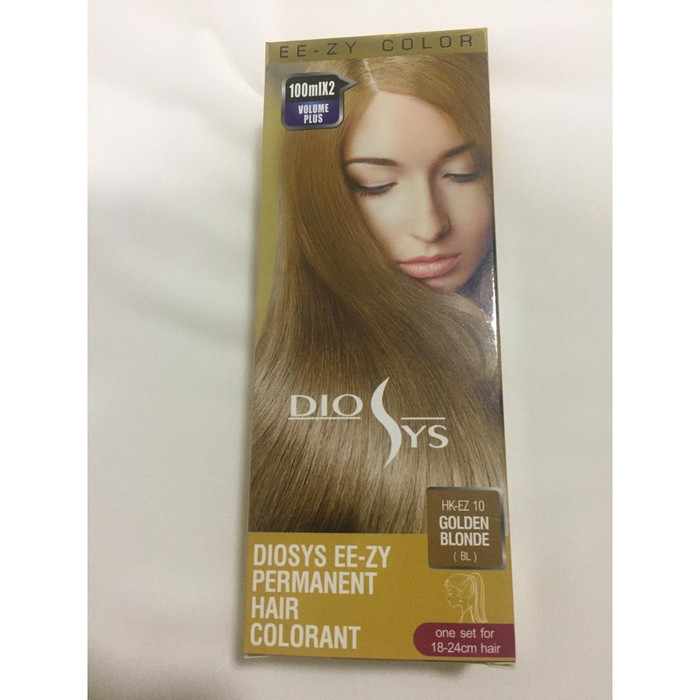 EE-ZY COLOR
100mlX2
VOLUME
PLUS
DIOSYS
HK-EZ 10
GOLDEN
BLONDE
( BL )
DIOSYS EE-ZY
PERMANENT
HAIR
COLORANT
one set for
18-24cm hair